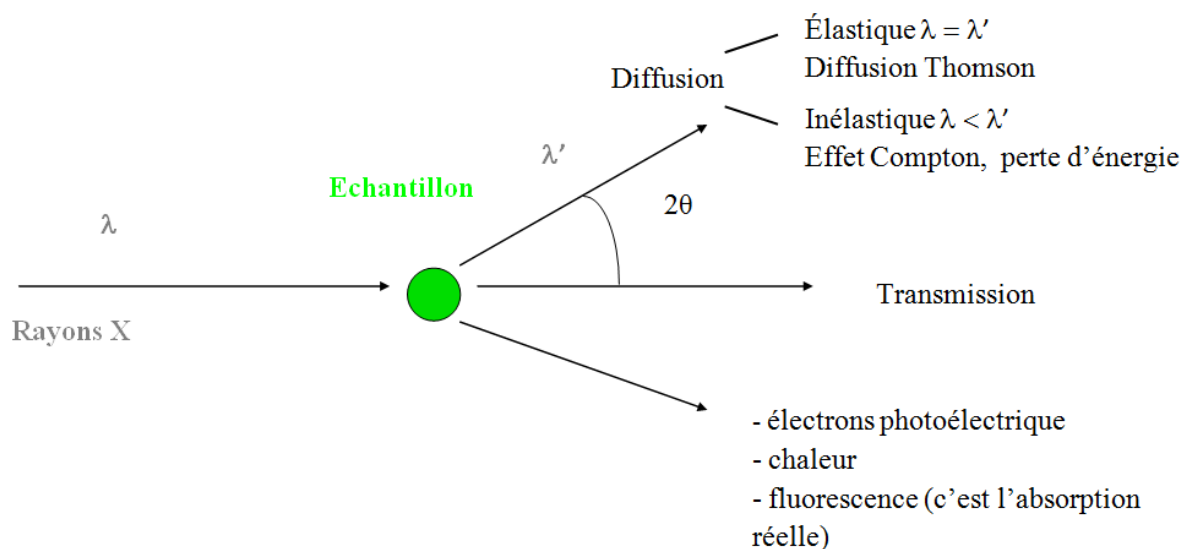 Élastique λ = λ′
Diffusion Thomson
Diffusion
Inélastique λ < λ′
Effet Compton, perte d’énergie
λ′
Echantillon
2θ
λ
Transmission
Rayons X
- électrons photoélectrique
- chaleur
- fluorescence (c’est l’absorption
réelle)